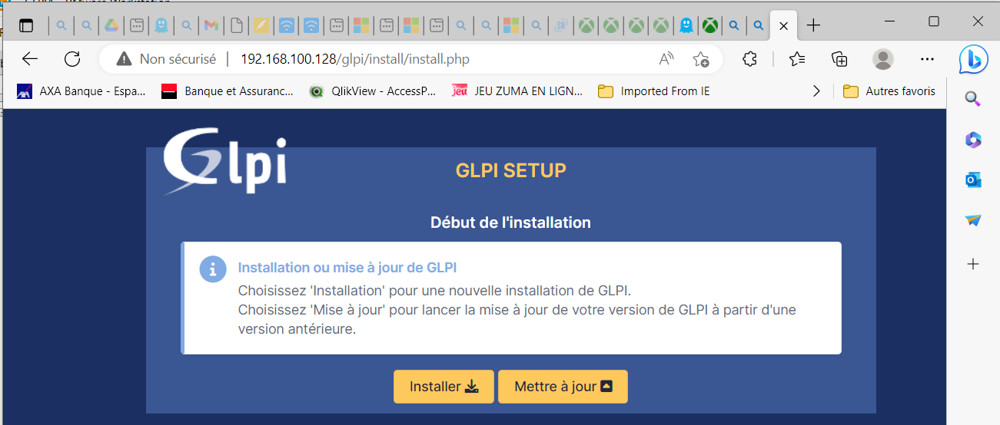 Non sécurisé
192.168.100.128/glpi/install/install.php
AXA Banque - Espa...
Banque et Assuranc...
QlikView - AccessP...
JEU ZUMA EN LIGN...
Imported From IE
Autres favoris
Glpi
GLPI SETUP
Début de l'installation
Installation ou mise à jour de GLPI
Choisissez 'Installation' pour une nouvelle installation de GLPI.
Choisissez 'Mise à jour' pour lancer la mise à jour de votre version de GLPI à partir d'une
version antérieure.
Installer
Mettre à jour